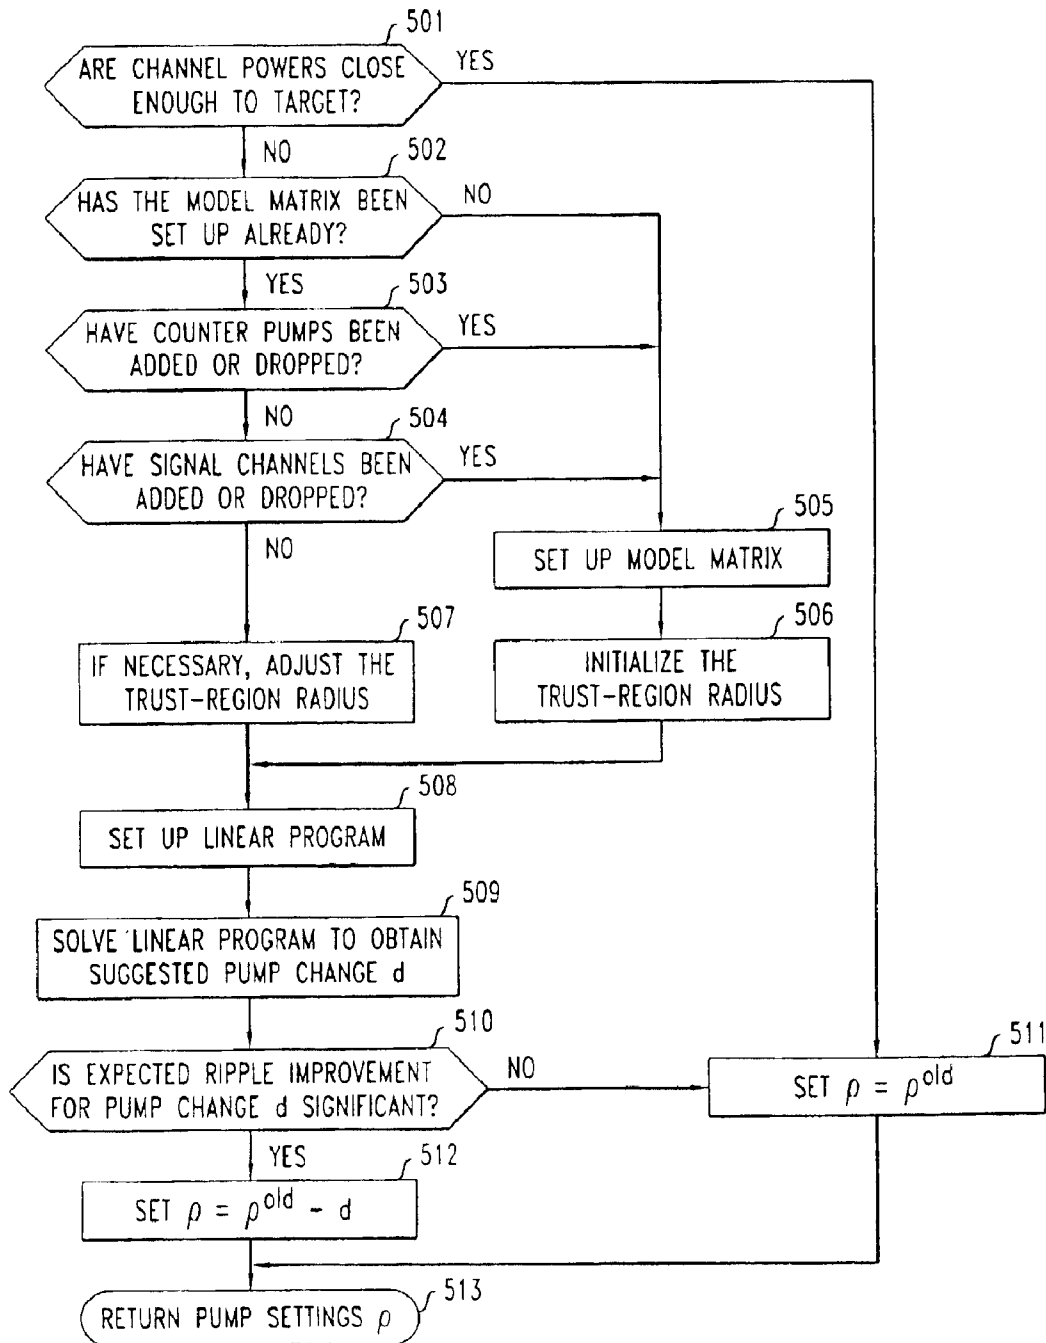 501
ARE CHANNEL POWERS CLOSE
ENOUGH TO TARGET?
YES
NO
502
HAS THE MODEL MATRIX BEEN
SET UP ALREADY?
NO
YES
503
HAVE COUNTER PUMPS BEEN
ADDED OR DROPPED?
YES
NO
504
HAVE SIGNAL CHANNELS BEEN
ADDED OR DROPPED?
YES
NO
505
SET UP MODEL MATRIX
506
INITIALIZE THE
TRUST-REGION RADIUS
507
IF NECESSARY, ADJUST THE
TRUST-REGION RADIUS
508
SET UP LINEAR PROGRAM
509
SOLVE LINEAR PROGRAM TO OBTAIN
SUGGESTED PUMP CHANGE d
510
IS EXPECTED RIPPLE IMPROVEMENT
FOR PUMP CHANGE d SIGNIFICANT?
NO
YES
511
SET ρ = ρ^old
512
SET ρ = ρ^old - d
513
RETURN PUMP SETTINGS ρ